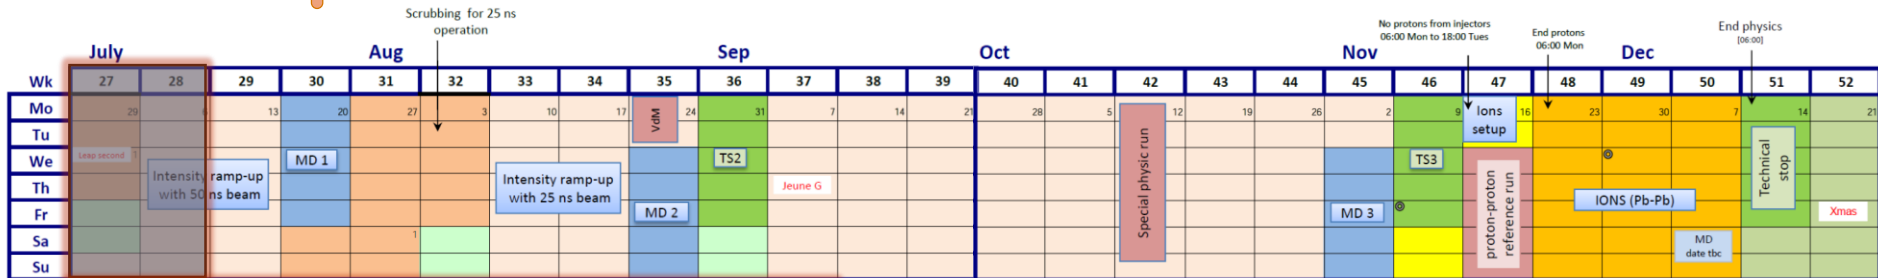 Scrubbing for 25 ns
operation
No protons from injectors
06:00 Mon to 18:00 Tues
End protons
06:00 Mon
End physics
[06:00]
July Aug Sep Oct Nov Dec
Wk 27 28 29 30 31 32 33 34 35 36 37 38 39 40 41 42 43 44 45 46 47 48 49 50 51 52
Mo 29 6 13 20 27 3 10 17 24 31 7 14 21 28 5 12 19 26 2 9 16 23 30 7 14 21
Tu
We
Th
Fr
Sa 1
Su
Leap second 1
Intensity ramp-up
with 50 ns beam
MD 1
Intensity ramp-up
with 25 ns beam
VdM
MD 2
TS2
Jeune G
Special physic run
MD 3
TS3
Ions
setup
proton-proton
reference run
IONS (Pb-Pb)
MD
date tbc
Technical
stop
Xmas